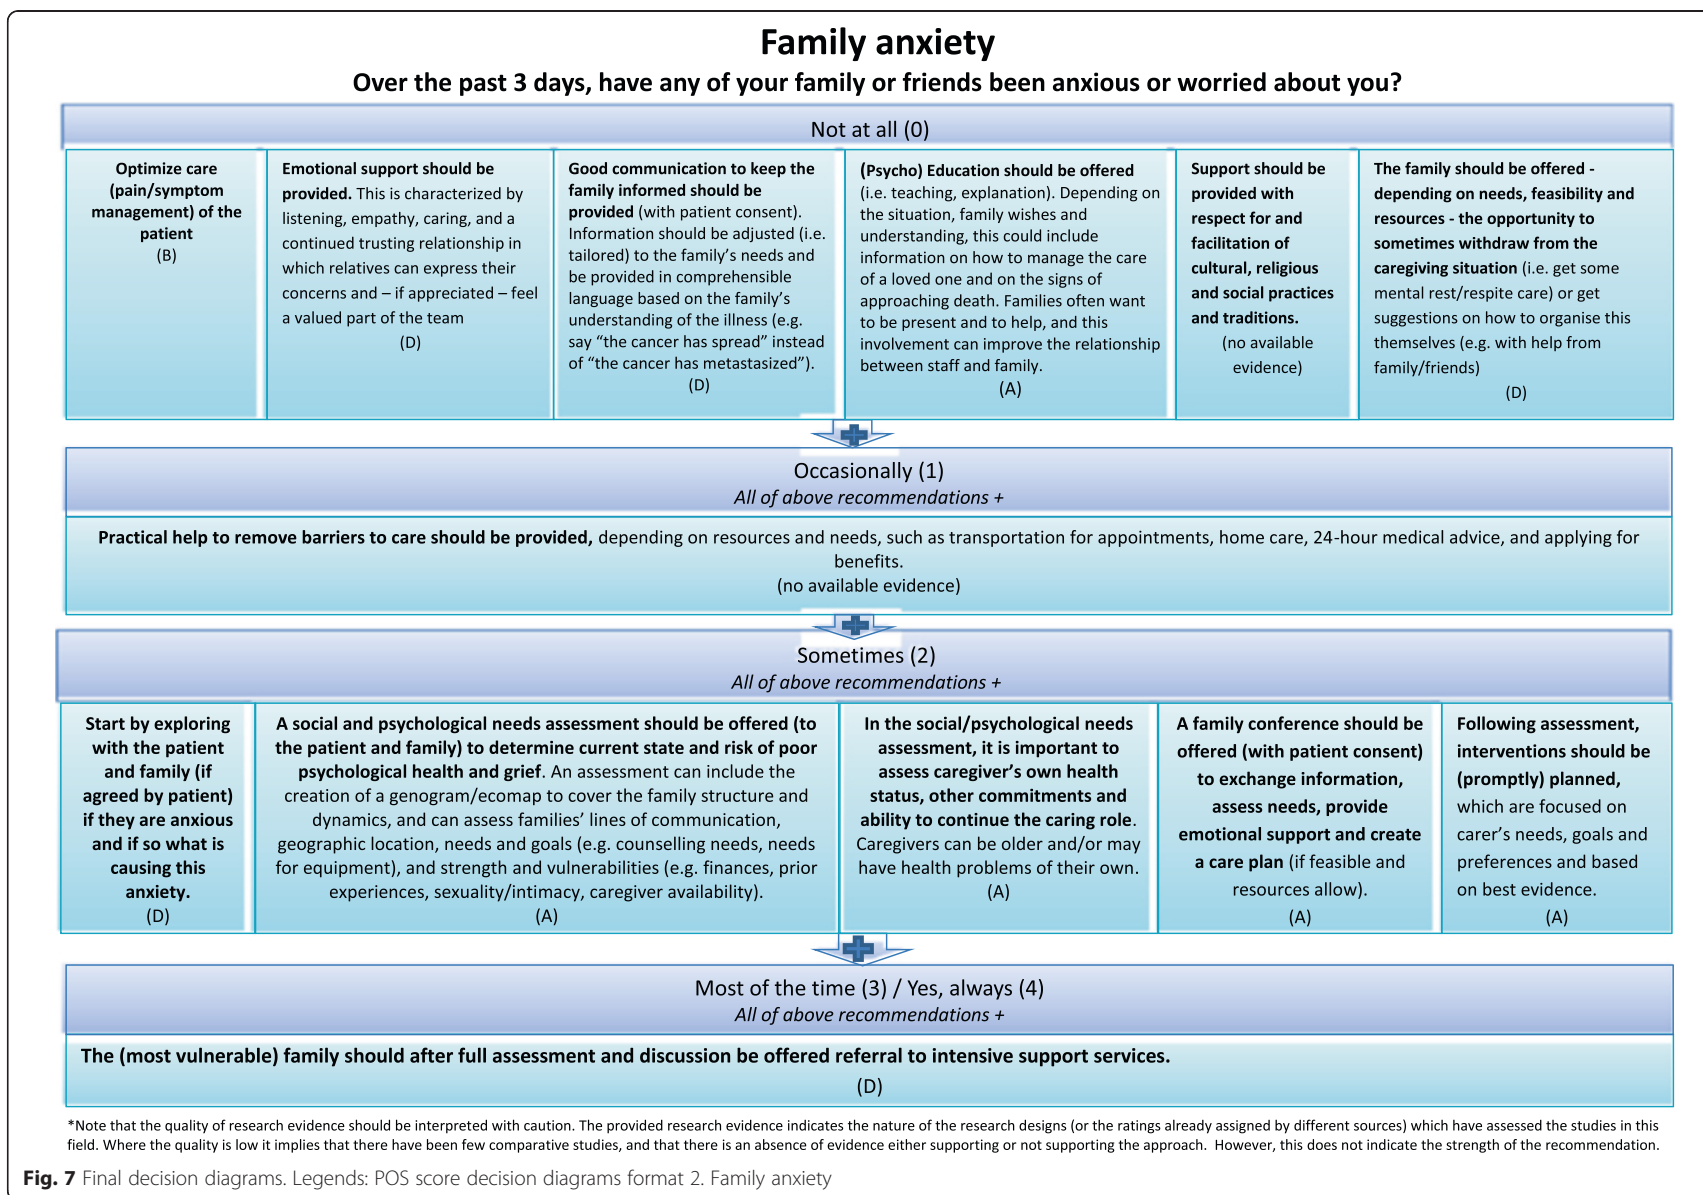 Family anxiety
Over the past 3 days, have any of your family or friends been anxious or worried about you?
Not at all (0)
Optimize care
(pain/symptom
management) of the
patient
(B)
Emotional support should be
provided. This is characterized by
listening, empathy, caring, and a
continued trusting relationship in
which relatives can express their
concerns and – if appreciated – feel
a valued part of the team
(D)
Good communication to keep the
family informed should be
provided (with patient consent).
Information should be adjusted (i.e.
tailored) to the family’s needs and
be provided in comprehensible
language based on the family’s
understanding of the illness (e.g.
say “the cancer has spread” instead
of “the cancer has metastasized”).
(D)
(Psycho) Education should be offered
(i.e. teaching, explanation). Depending on
the situation, family wishes and
understanding, this could include
information on how to manage the care
of a loved one and on the signs of
approaching death. Families often want
to be present and to help, and this
involvement can improve the relationship
between staff and family.
(A)
Support should be
provided with
respect for and
facilitation of
cultural, religious
and social practices
and traditions.
(no available
evidence)
The family should be offered -
depending on needs, feasibility and
resources - the opportunity to
sometimes withdraw from the
caregiving situation (i.e. get some
mental rest/respite care) or get
suggestions on how to organise this
themselves (e.g. with help from
family/friends)
(D)
Occasionally (1)
All of above recommendations +
Practical help to remove barriers to care should be provided, depending on resources and needs, such as transportation for appointments, home care, 24-hour medical advice, and applying for
benefits.
(no available evidence)
Sometimes (2)
All of above recommendations +
Start by exploring
with the patient
and family (if
agreed by patient)
if they are anxious
and if so what is
causing this
anxiety.
(D)
A social and psychological needs assessment should be offered (to
the patient and family) to determine current state and risk of poor
psychological health and grief. An assessment can include the
creation of a genogram/ecomap to cover the family structure and
dynamics, and can assess families’ lines of communication,
geographic location, needs and goals (e.g. counselling needs, needs
for equipment), and strength and vulnerabilities (e.g. finances, prior
experiences, sexuality/intimacy, caregiver availability).
(A)
In the social/psychological needs
assessment, it is important to
assess caregiver’s own health
status, other commitments and
ability to continue the caring role.
Caregivers can be older and/or may
have health problems of their own.
(A)
A family conference should be
offered (with patient consent)
to exchange information,
assess needs, provide
emotional support and create
a care plan (if feasible and
resources allow).
(A)
Following assessment,
interventions should be
(promptly) planned,
which are focused on
carer’s needs, goals and
preferences and based
on best evidence.
(A)
Most of the time (3) / Yes, always (4)
All of above recommendations +
The (most vulnerable) family should after full assessment and discussion be offered referral to intensive support services.
(D)
*Note that the quality of research evidence should be interpreted with caution. The provided research evidence indicates the nature of the research designs (or the ratings already assigned by different sources) which have assessed the studies in this
field. Where the quality is low it implies that there have been few comparative studies, and that there is an absence of evidence either supporting or not supporting the approach. However, this does not indicate the strength of the recommendation.
Fig. 7 Final decision diagrams. Legends: POS score decision diagrams format 2. Family anxiety